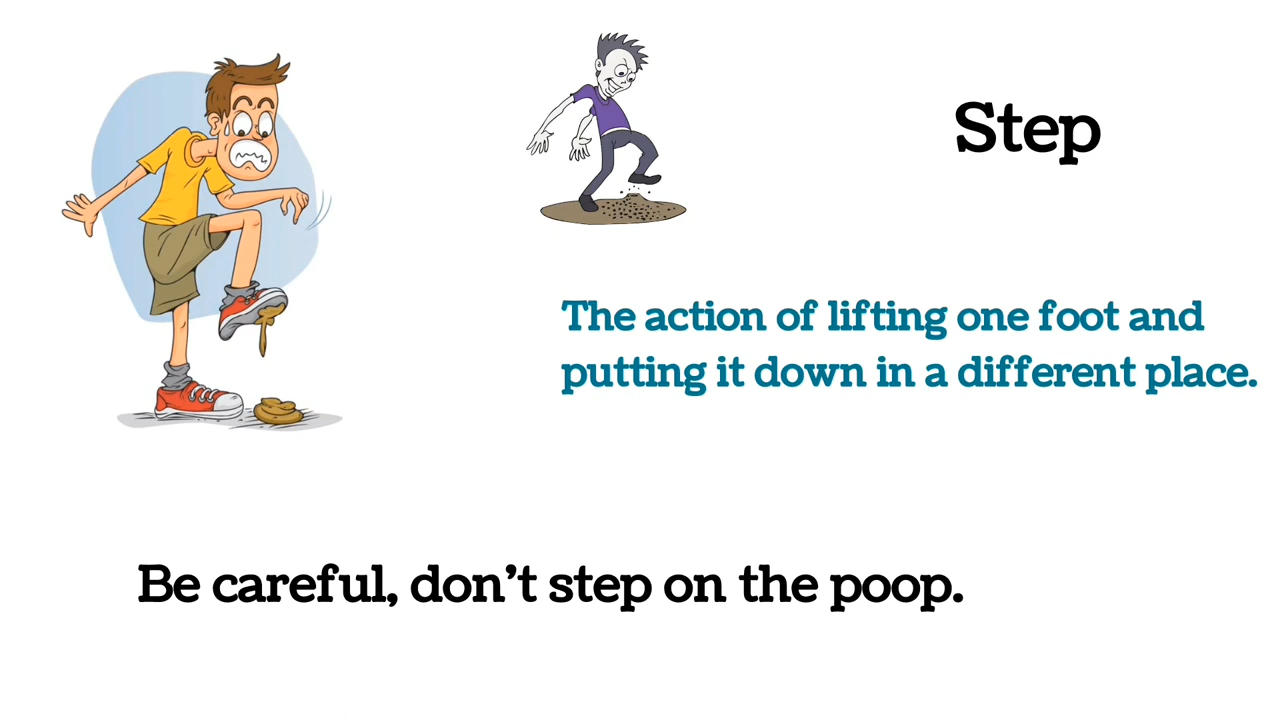 Step
The action of lifting one foot and
putting it down in a different place.
Be careful, don't step on the poop.